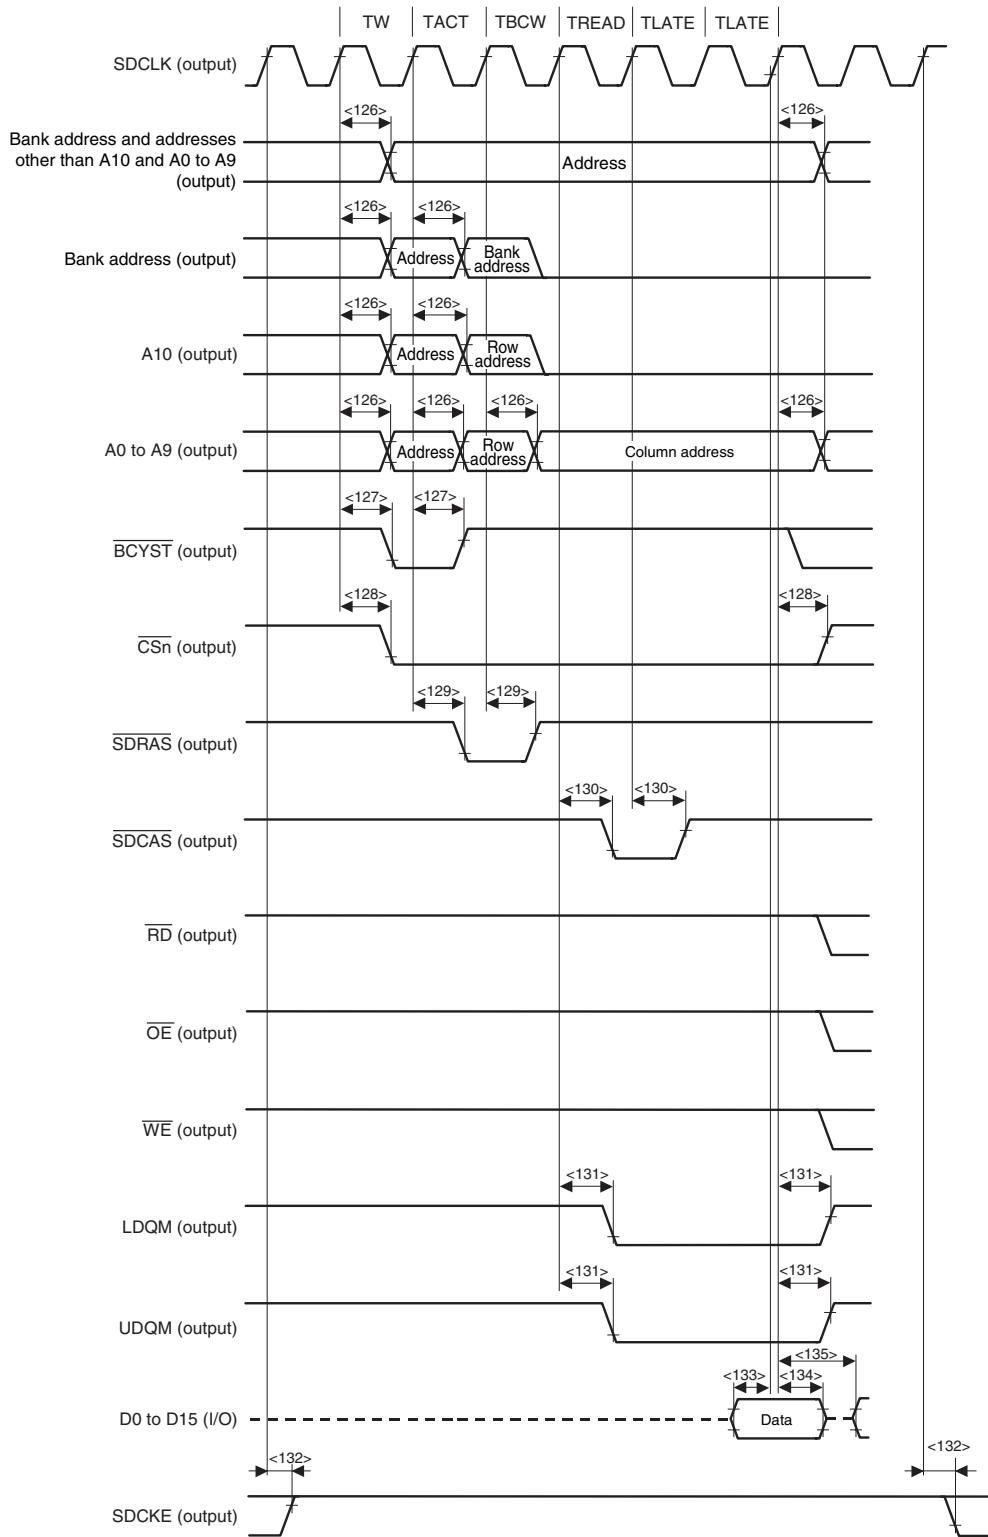 TW TACT TBCW TREAD TLATE TLATE
SDCLK (output)
<126> <126>
Bank address and addresses
other than A10 and A0 to A9
(output)
Address
<126> <126>
Bank address (output)
Address
Bank
address
<126> <126>
A10 (output)
Address
Row
address
<126> <126> <126> <126>
A0 to A9 (output)
Address
Row
address
Column address
<127> <127>
BCYST (output)
<128> <128>
CSn (output)
<129> <129>
SDRAS (output)
<130> <130>
SDCAS (output)
RD (output)
OE (output)
WE (output)
<131> <131>
LDQM (output)
<131> <131>
UDQM (output)
<135>
<133> <134>
D0 to D15 (I/O)
Data
<132> <132>
SDCKE (output)